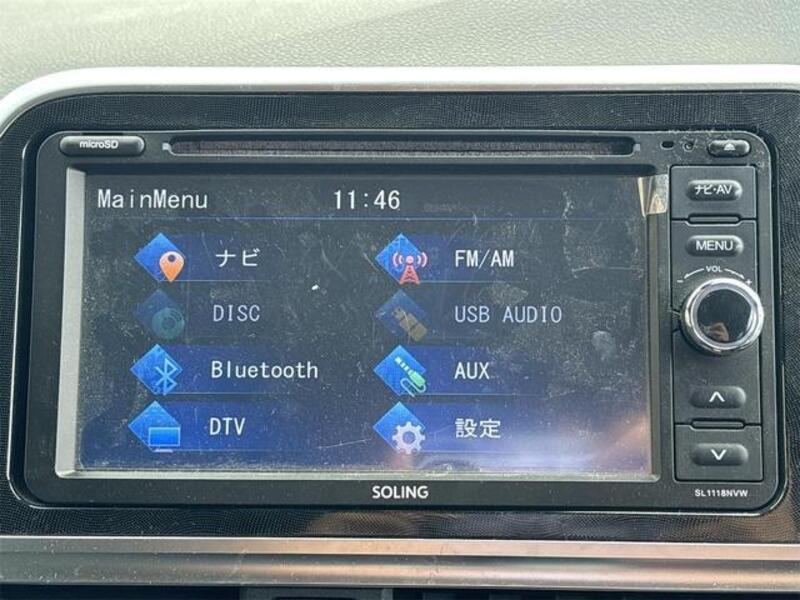 microSD
MainMenu 11:46
ナビ FM/AM
DISC USB AUDIO
Bluetooth AUX
DTV 設定
ナビ・AV
MENU
VOL
- +
SOLING
SL1118NVW